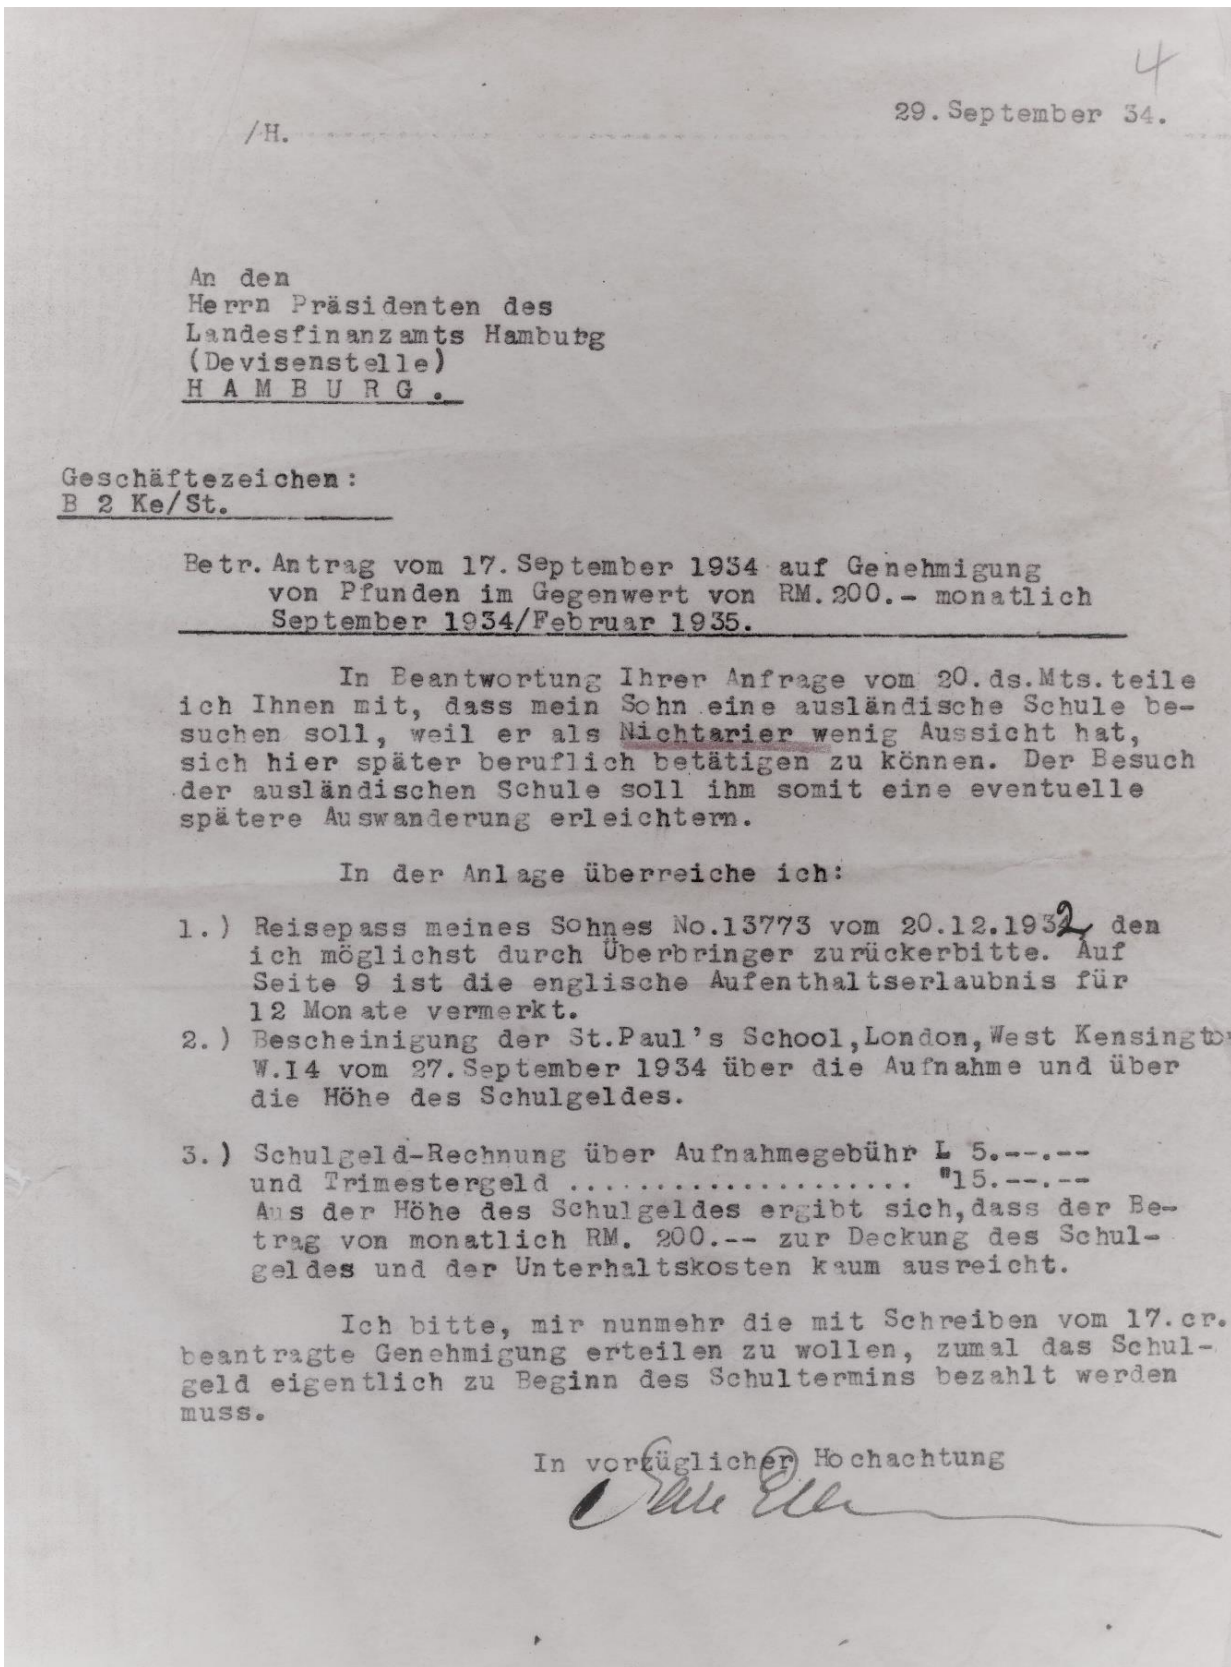 4
29.September 34.
/H.
An den
Herrn Präsidenten des
Landesfinanzamts Hamburg
(Devisenstelle)
H A M B U R G .
Geschäftezeichen:
B 2 Ke/St.
Betr. Antrag vom 17.September 1934 auf Genehmigung
von Pfunden im Gegenwert von RM.200.- monatlich
September 1934/Februar 1935.
In Beantwortung Ihrer Anfrage vom 20.ds.Mts.teile
ich Ihnen mit, dass mein Sohn eine ausländische Schule be-
suchen soll, weil er als Nichtarier wenig Aussicht hat,
sich hier später beruflich betätigen zu können. Der Besuch
der ausländischen Schule soll ihm somit eine eventuelle
spätere Auswanderung erleichtern.
In der Anlage überreiche ich:
1.) Reisepass meines Sohnes No.13773 vom 20.12.1932, den
ich möglichst durch Überbringer zurückerbitte. Auf
Seite 9 ist die englische Aufenthaltserlaubnis für
12 Monate vermerkt.
2.) Bescheinigung der St.Paul's School,London,West Kensington
W.I4 vom 27.September 1934 über die Aufnahme und über
die Höhe des Schulgeldes.
3.) Schulgeld-Rechnung über Aufnahmegebühr L 5.--.--
und Trimestergeld .................... "15.--.--
Aus der Höhe des Schulgeldes ergibt sich,dass der Be-
trag von monatlich RM. 200.-- zur Deckung des Schul-
geldes und der Unterhaltskosten kaum ausreicht.
Ich bitte, mir nunmehr die mit Schreiben vom 17.cr.
beantragte Genehmigung erteilen zu wollen, zumal das Schul-
geld eigentlich zu Beginn des Schultermins bezahlt werden
muss.
In vorzüglicher Hochachtung